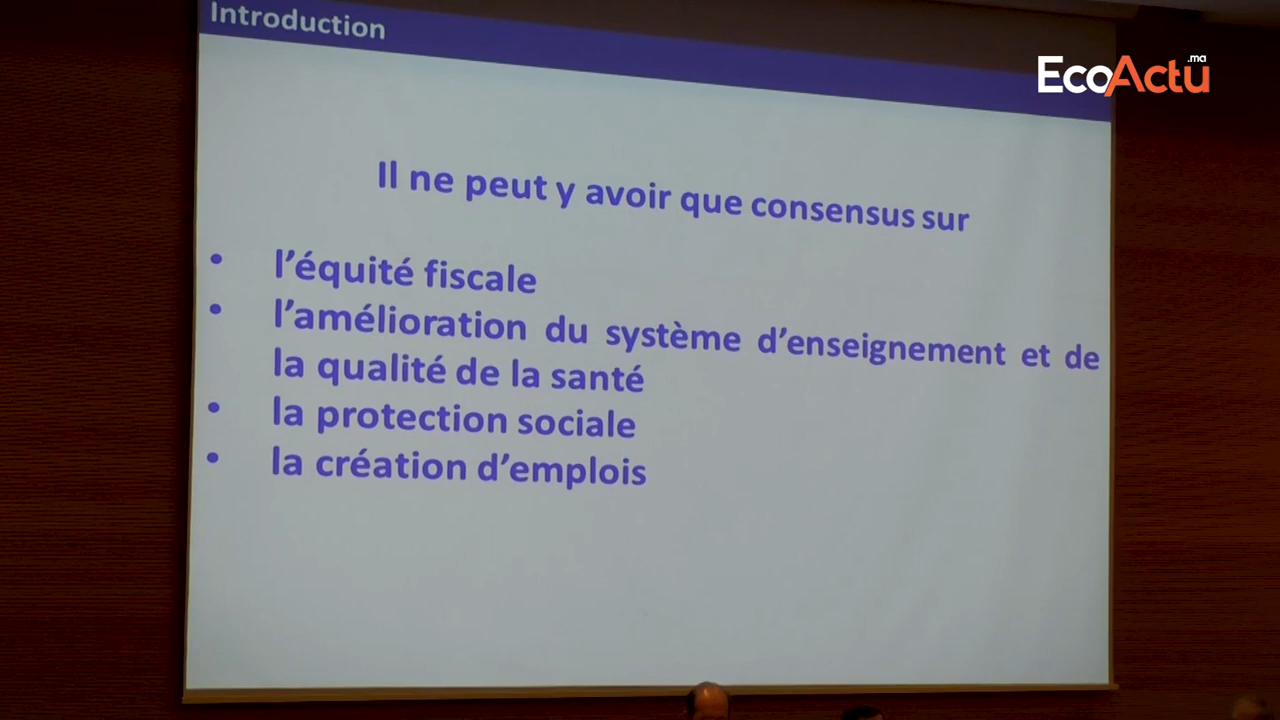 Introduction
EcoActu.ma
Il ne peut y avoir que consensus sur
• l’équité fiscale
• l’amélioration du système d’enseignement et de
la qualité de la santé
• la protection sociale
• la création d’emplois